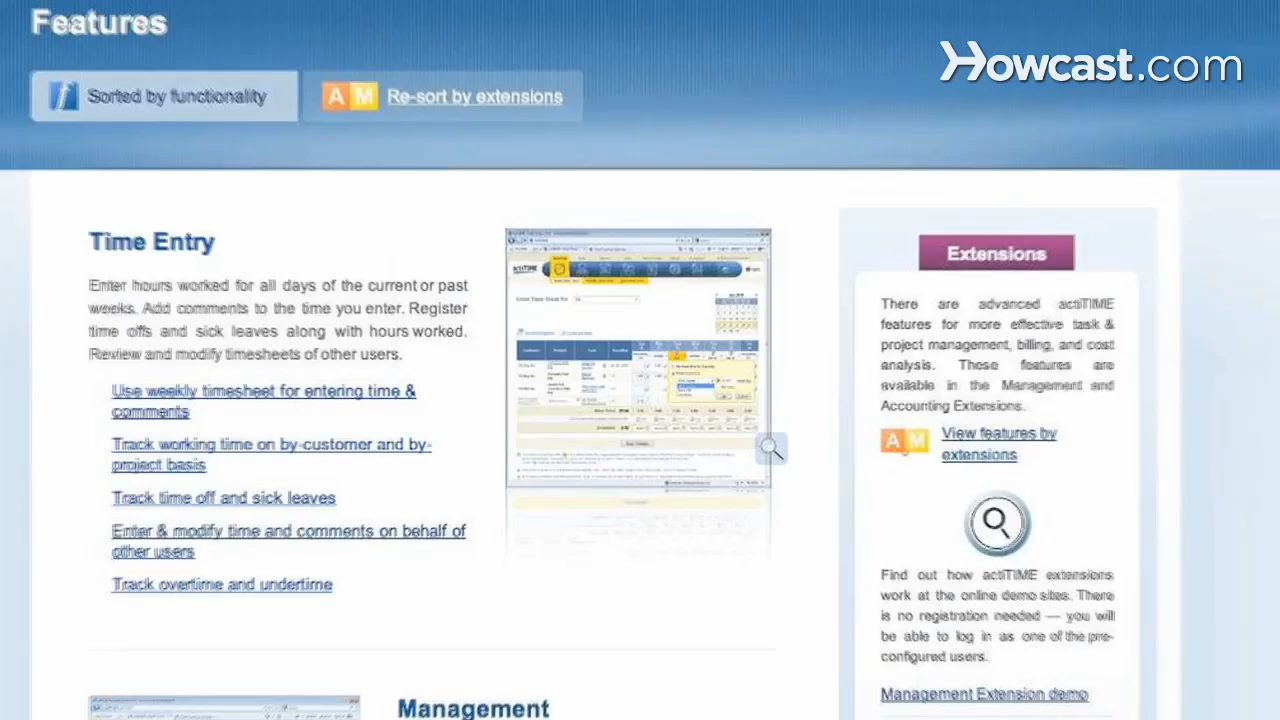 Features
Howcast.com
Sorted by functionality
AM Re-sort by extensions
Time Entry
Enter hours worked for all days of the current or past
weeks. Add comments to the time you enter. Register
time offs and sick leaves along with hours worked.
Review and modify timesheets of other users.
Use weekly timesheet for entering time &
comments
Track working time on by-customer and by-
project basis
Track time off and sick leaves
Enter & modify time and comments on behalf of
other users
Track overtime and undertime
Management
Extensions
There are advanced actiTIME
features for more effective task &
project management, billing, and cost
analysis. These features are
available in the Management and
Accounting Extensions.
AM View features by
extensions
Find out how actiTIME extensions
work at the online demo sites. There
is no registration needed — you will
be able to log in as one of the pre-
configured users.
Management Extension demo